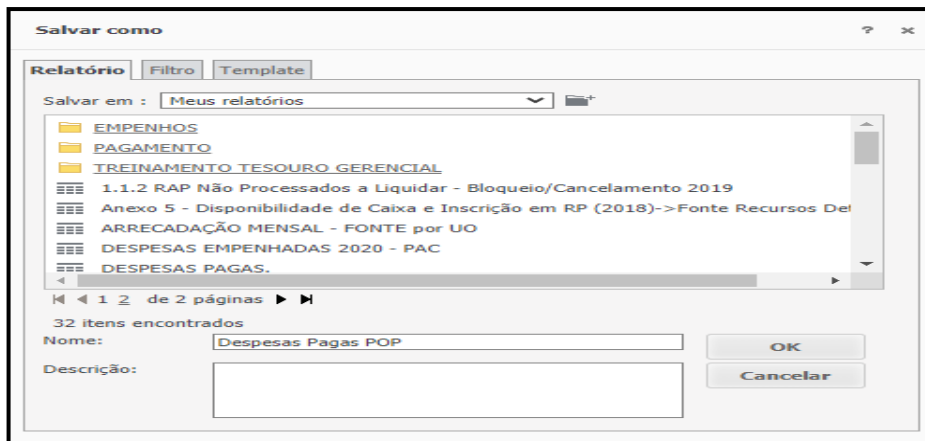 Salvar como ? ×
Relatório Filtro Template
Salvar em : Meus relatórios
EMPENHOS
PAGAMENTO
TREINAMENTO TESOURO GERENCIAL
1.1.2 RAP Não Processados a Liquidar - Bloqueio/Cancelamento 2019
Anexo 5 - Disponibilidade de Caixa e Inscrição em RP (2018)->Fonte Recursos Det
ARRECADAÇÃO MENSAL - FONTE por UO
DESPESAS EMPENHADAS 2020 - PAC
DESPESAS PAGAS.
1 2 de 2 páginas
32 itens encontrados
Nome: Despesas Pagas POP
OK
Descrição:
Cancelar